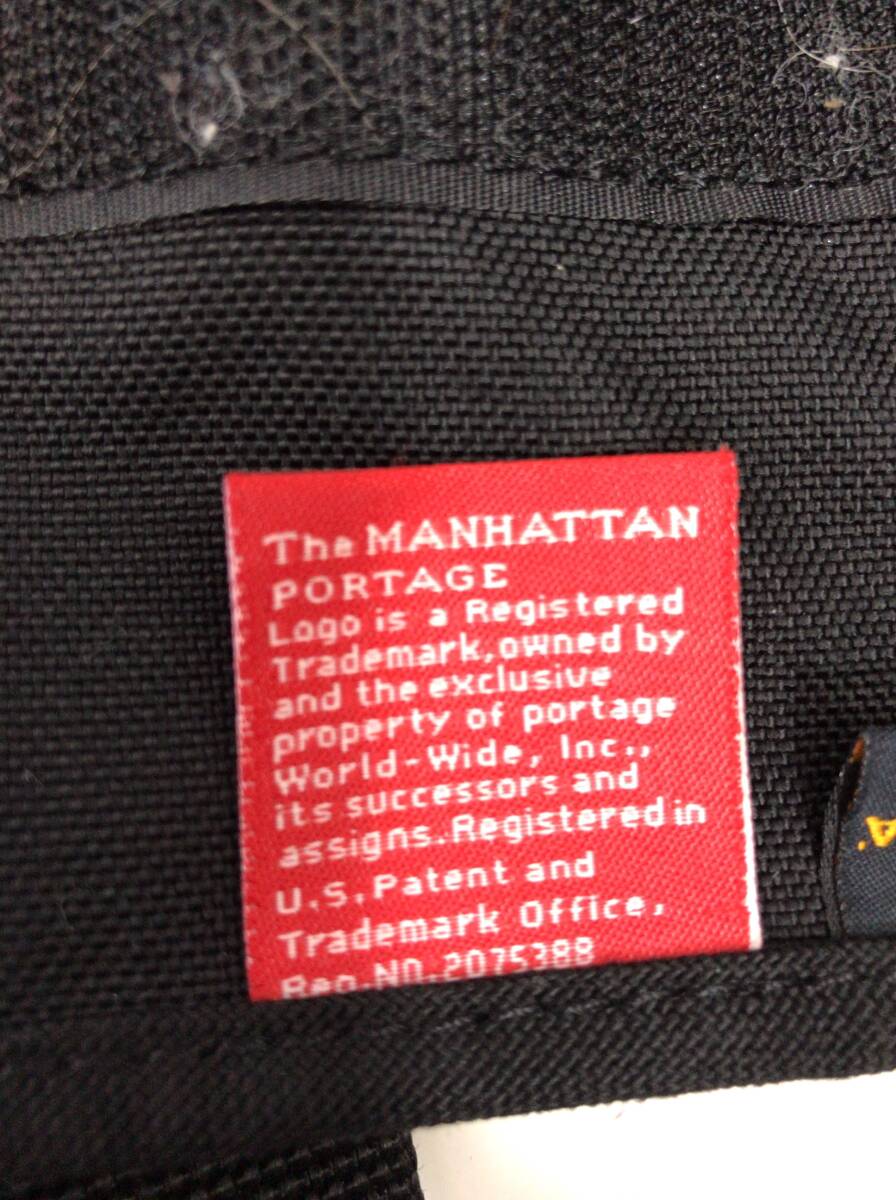 The MANHATTAN
PORTAGE
Logo is a Registered
Trademark,owned by
and the exclusive
property of portage
World-Wide, Inc.,
its successors and
assigns.Registered in
U.S.Patent and
Trademark Office,
Reg.NO.2075388